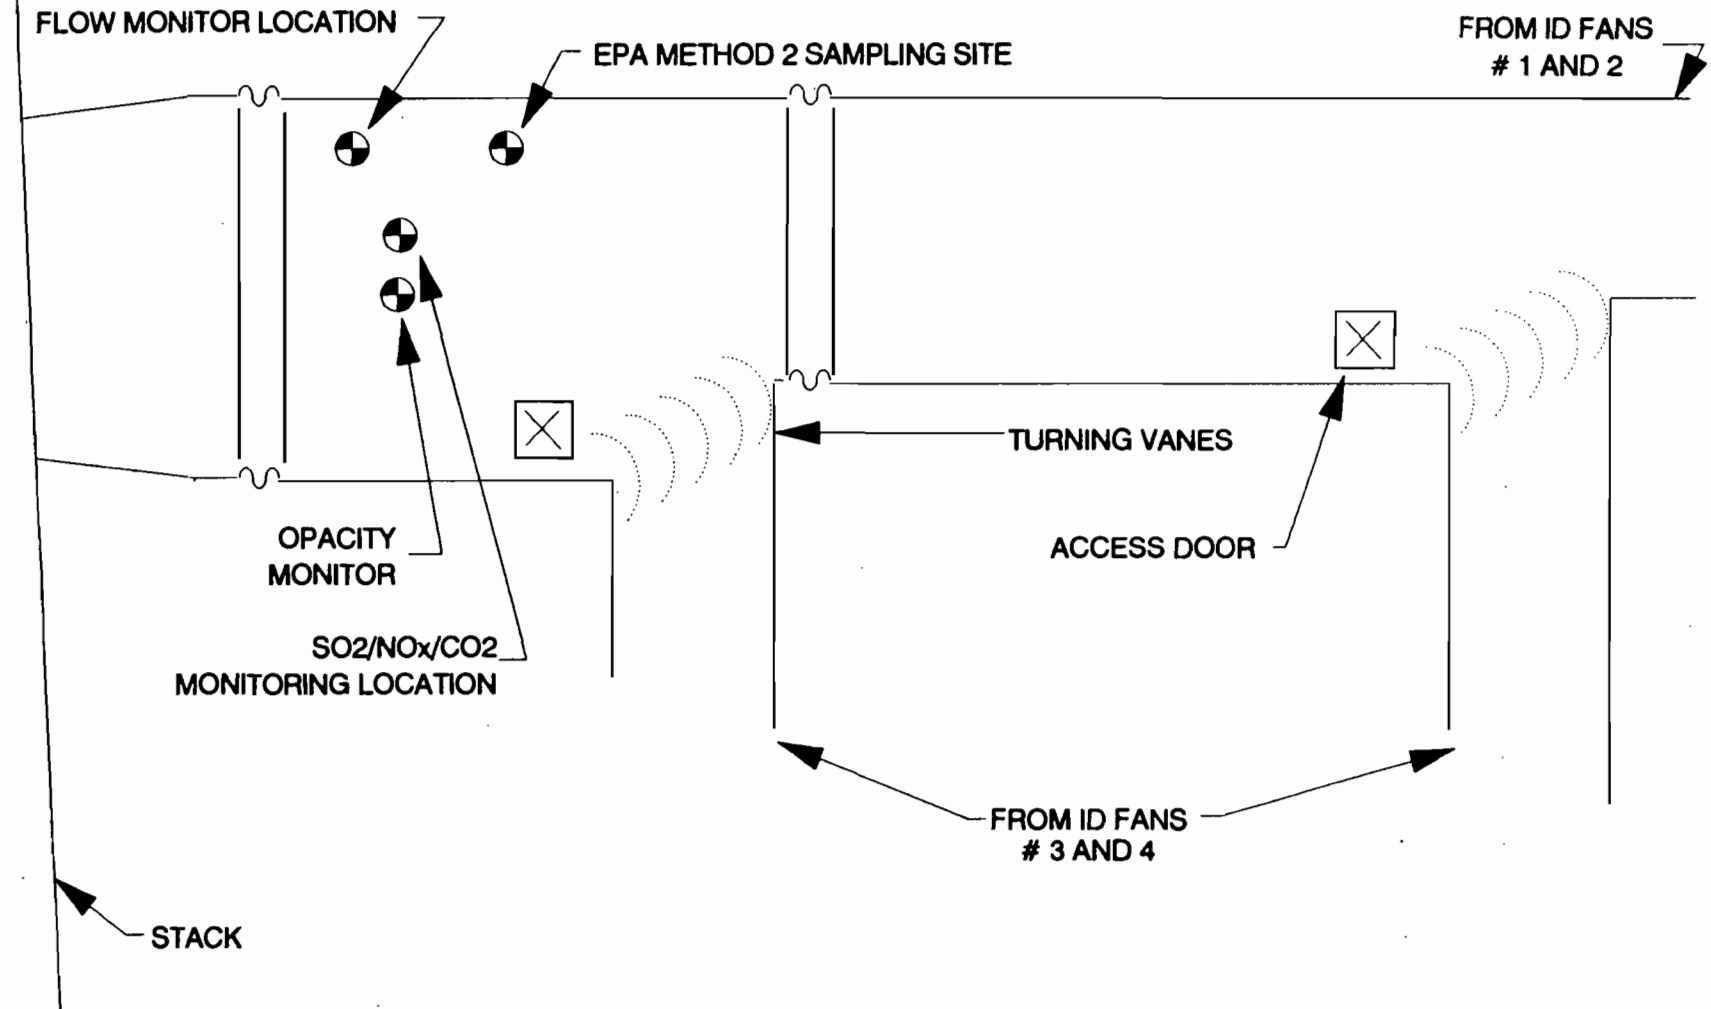 FLOW MONITOR LOCATION
EPA METHOD 2 SAMPLING SITE
FROM ID FANS
# 1 AND 2
TURNING VANES
OPACITY
MONITOR
ACCESS DOOR
SO2/NOx/CO2
MONITORING LOCATION
FROM ID FANS
# 3 AND 4
STACK